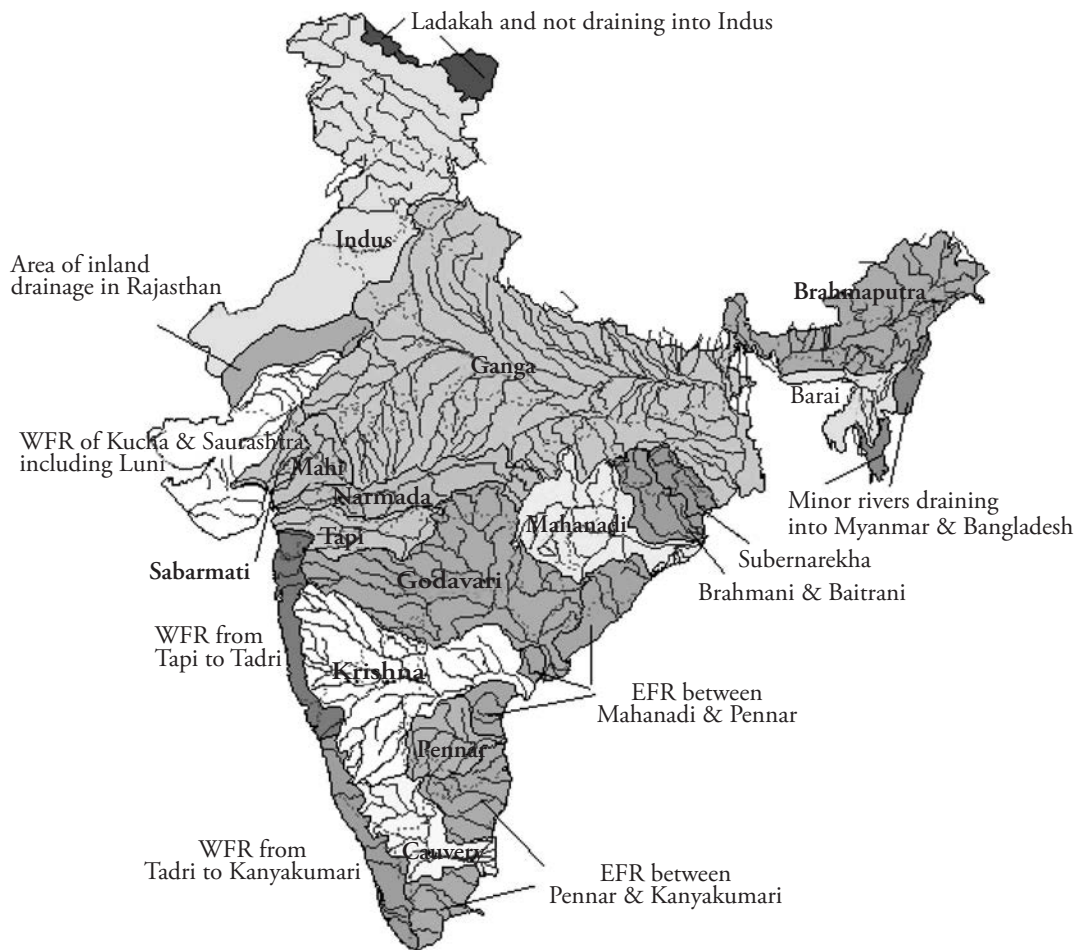 Ladakah and not draining into Indus
Indus
Area of inland
drainage in Rajasthan
Brahmaputra
Ganga
Barai
WFR of Kucha & Saurashtra
including Luni
Mahi
Narmada
Minor rivers draining
into Myanmar & Bangladesh
Mahanadi
Tapi
Subernarekha
Sabarmati
Godavari
Brahmani & Baitrani
WFR from
Tapi to Tadri
Krishna
EFR between
Mahanadi & Pennar
Pennar
WFR from
Tadri to Kanyakumari
Cauvery
EFR between
Pennar & Kanyakumari